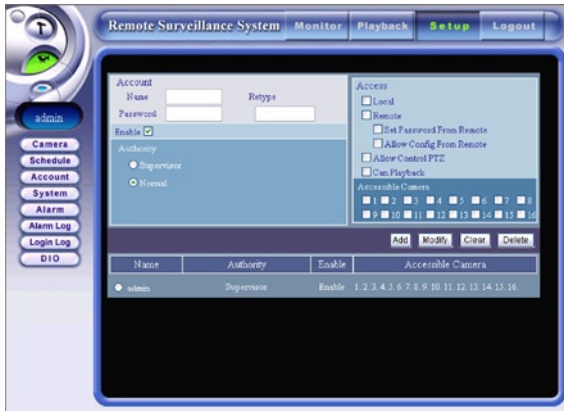 Remote Surveillance System Monitor Playback Setup Logout
admin
Camera
Schedule
Account
System
Alarm
Alarm Log
Login Log
DIO
Account
Name Retype
Password
Enable
Authority
Supervisor
Normal
Access
Local
Remote
Set Password From Remote
Allow Config From Remote
Allow Control PTZ
Can Playback
Accessible Camera
1 2 3 4 5 6 7 8
9 10 11 12 13 14 15 16
Add Modify Clear Delete
Name Authority Enable Accessible Camera
admin Supervisor Enable 1. 2. 3. 4. 5. 6. 7. 8. 9. 10. 11. 12. 13. 14. 15. 16.